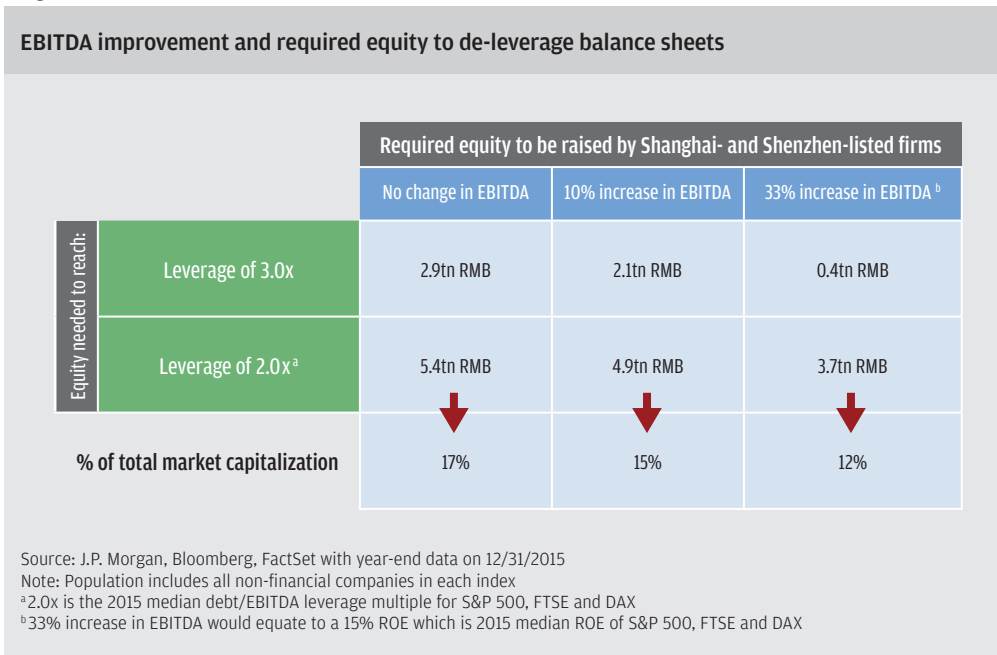 EBITDA improvement and required equity to de-leverage balance sheets
Required equity to be raised by Shanghai- and Shenzhen-listed firms
No change in EBITDA 10% increase in EBITDA 33% increase in EBITDA b
Equity needed to reach:
Leverage of 3.0x 2.9tn RMB 2.1tn RMB 0.4tn RMB
Leverage of 2.0x a 5.4tn RMB 4.9tn RMB 3.7tn RMB
% of total market capitalization 17% 15% 12%
Source: J.P. Morgan, Bloomberg, FactSet with year-end data on 12/31/2015
Note: Population includes all non-financial companies in each index
a 2.0x is the 2015 median debt/EBITDA leverage multiple for S&P 500, FTSE and DAX
b 33% increase in EBITDA would equate to a 15% ROE which is 2015 median ROE of S&P 500, FTSE and DAX